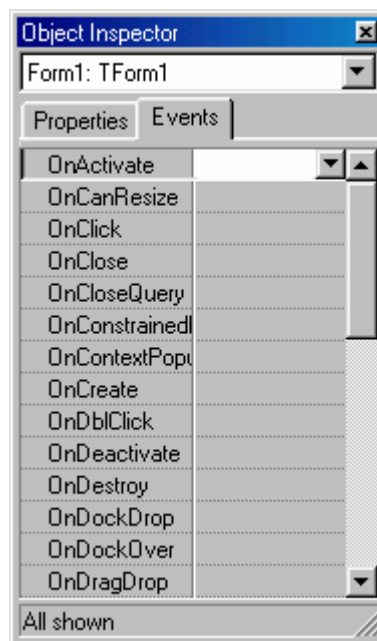 Object Inspector
Form1: TForm1
Properties Events
OnActivate
OnCanResize
OnClick
OnClose
OnCloseQuery
OnConstrained
OnContextPopu
OnCreate
OnDblClick
OnDeactivate
OnDestroy
OnDockDrop
OnDockOver
OnDragDrop
All shown